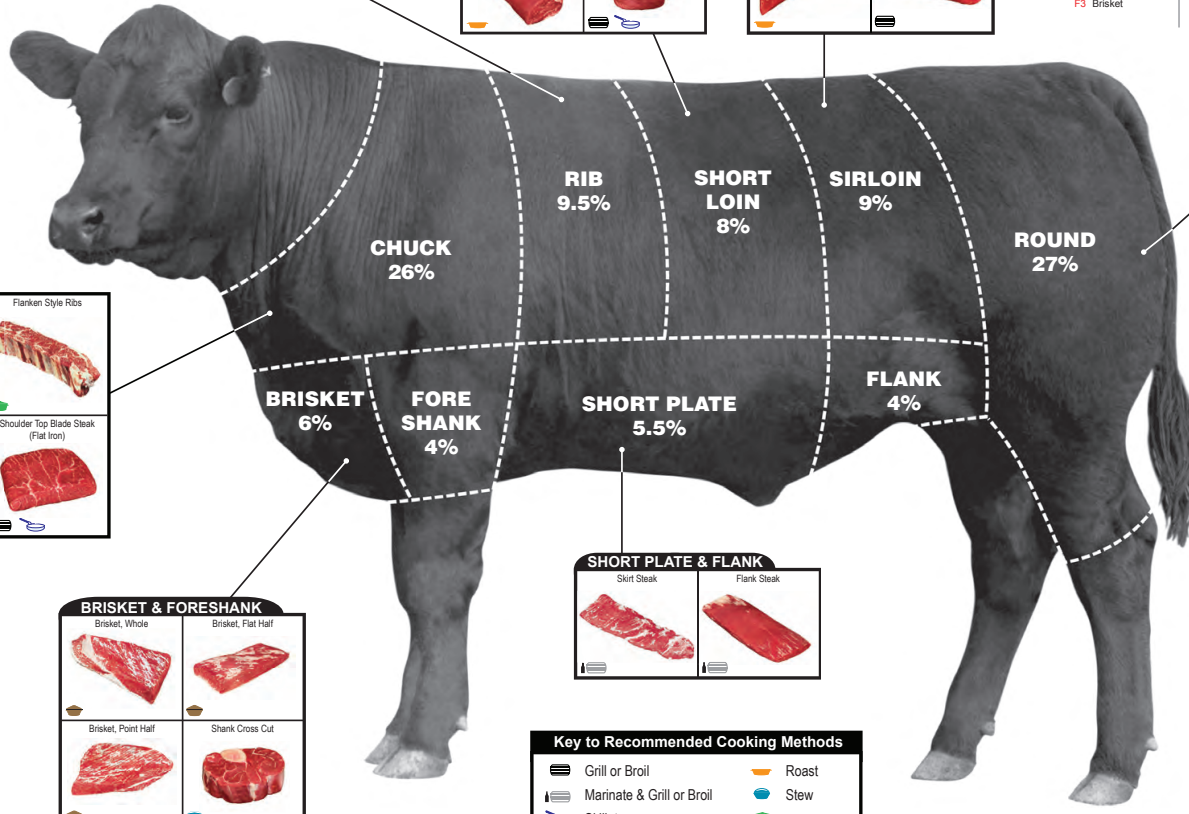 F3 Brisket
RIB
9.5%
SHORT
LOIN
8%
SIRLOIN
9%
CHUCK
26%
ROUND
27%
Flanken Style Ribs
Shoulder Top Blade Steak
(Flat Iron)
BRISKET
6%
FORE
SHANK
4%
SHORT PLATE
5.5%
FLANK
4%
SHORT PLATE & FLANK
Skirt Steak
Flank Steak
BRISKET & FORESHANK
Brisket, Whole
Brisket, Flat Half
Brisket, Point Half
Shank Cross Cut
Key to Recommended Cooking Methods
Grill or Broil
Roast
Marinate & Grill or Broil
Stew